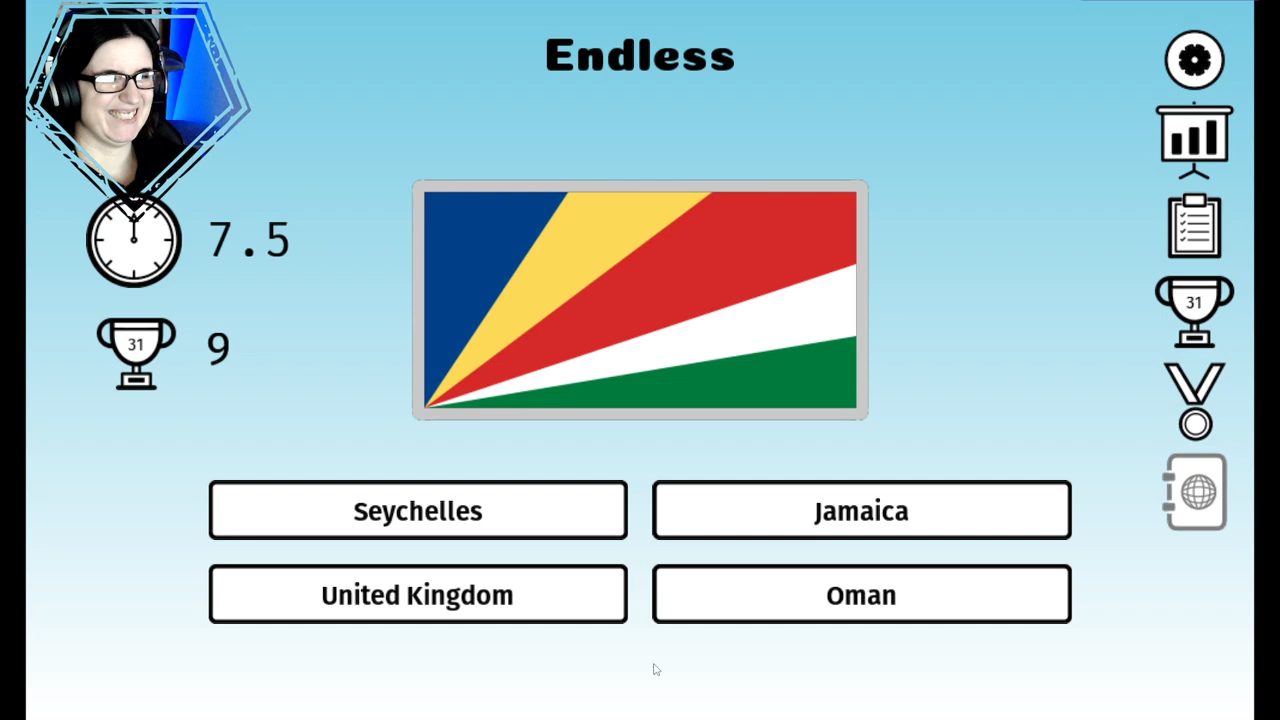 Endless
7.5
31
9
31
Seychelles
Jamaica
United Kingdom
Oman